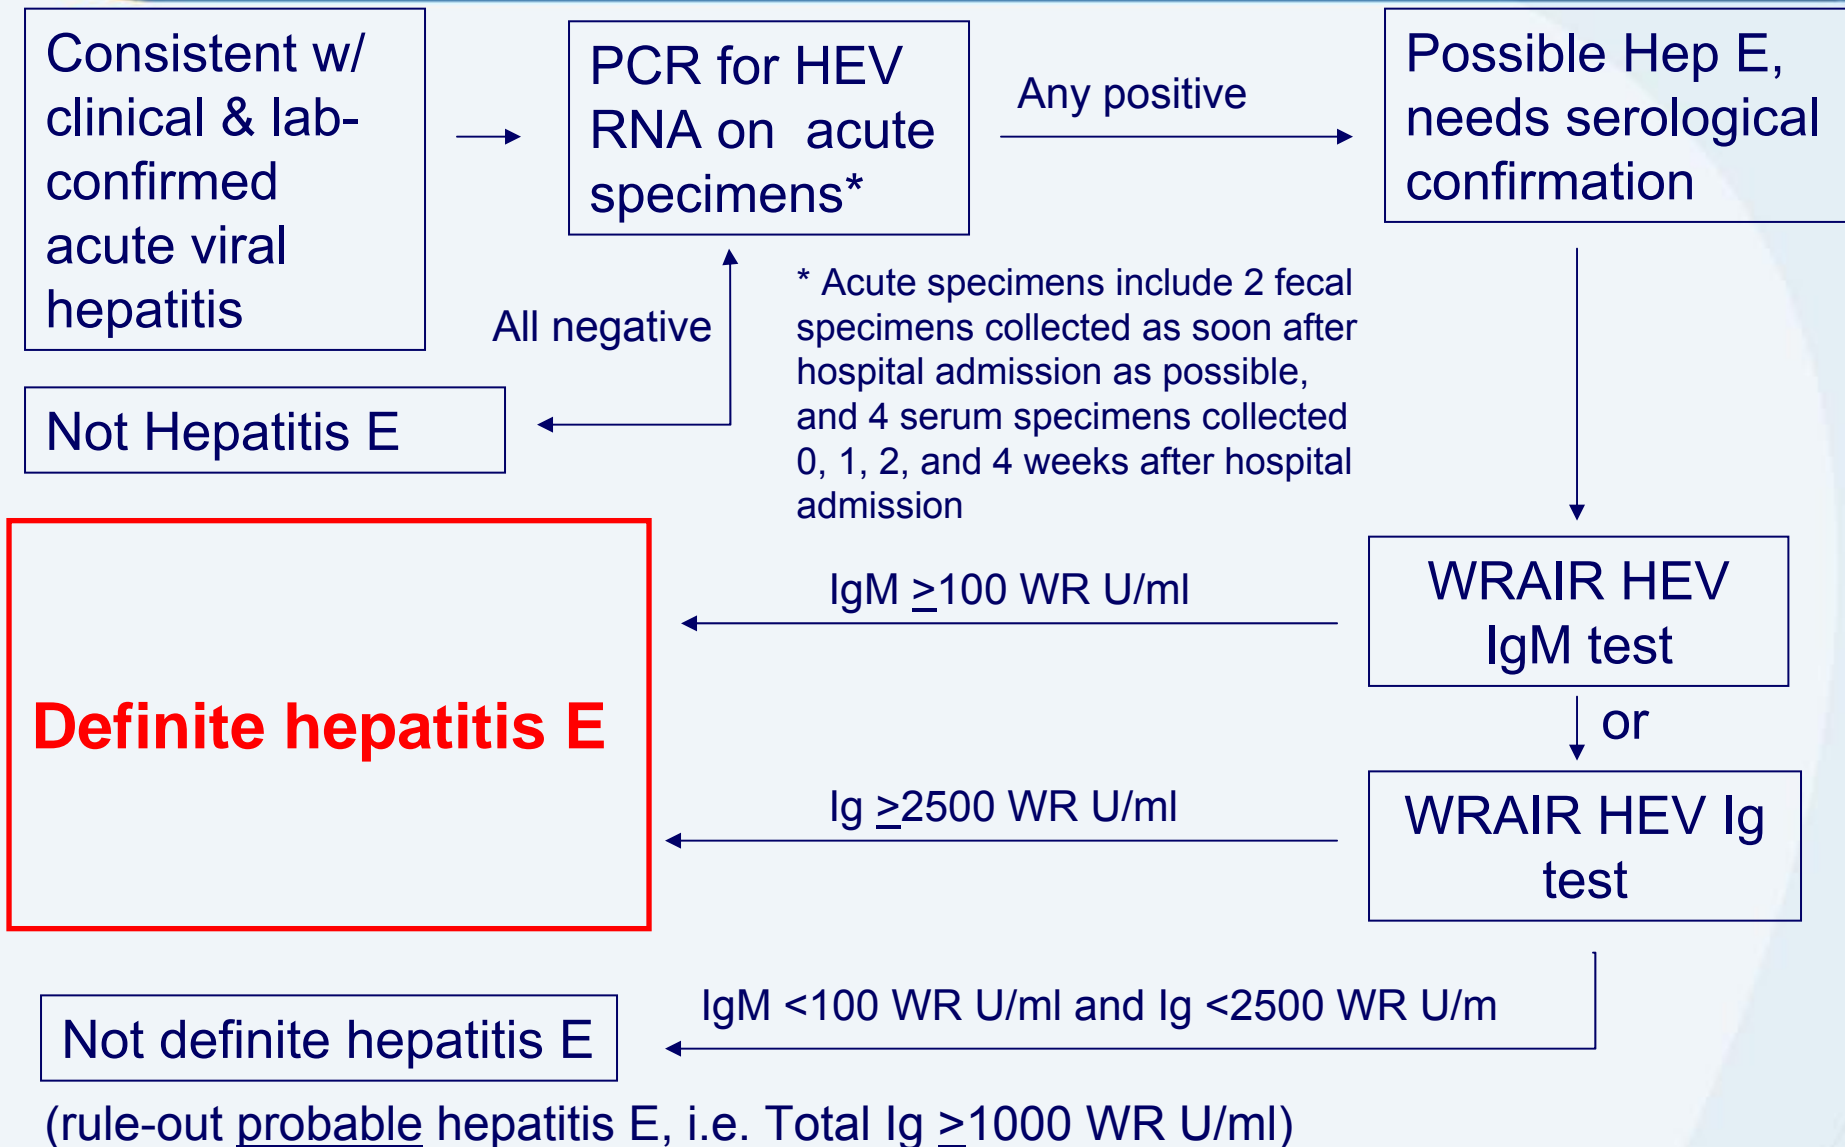 Consistent w/
clinical & lab-
confirmed
acute viral
hepatitis
PCR for HEV
RNA on acute
specimens*
Any positive
Possible Hep E,
needs serological
confirmation
All negative
Not Hepatitis E
* Acute specimens include 2 fecal
specimens collected as soon after
hospital admission as possible,
and 4 serum specimens collected
0, 1, 2, and 4 weeks after hospital
admission
WRAIR HEV
IgM test
IgM ≥100 WR U/ml
or
Definite hepatitis E
Ig ≥2500 WR U/ml
WRAIR HEV Ig
test
IgM <100 WR U/ml and Ig <2500 WR U/m
Not definite hepatitis E
(rule-out probable hepatitis E, i.e. Total Ig ≥1000 WR U/ml)